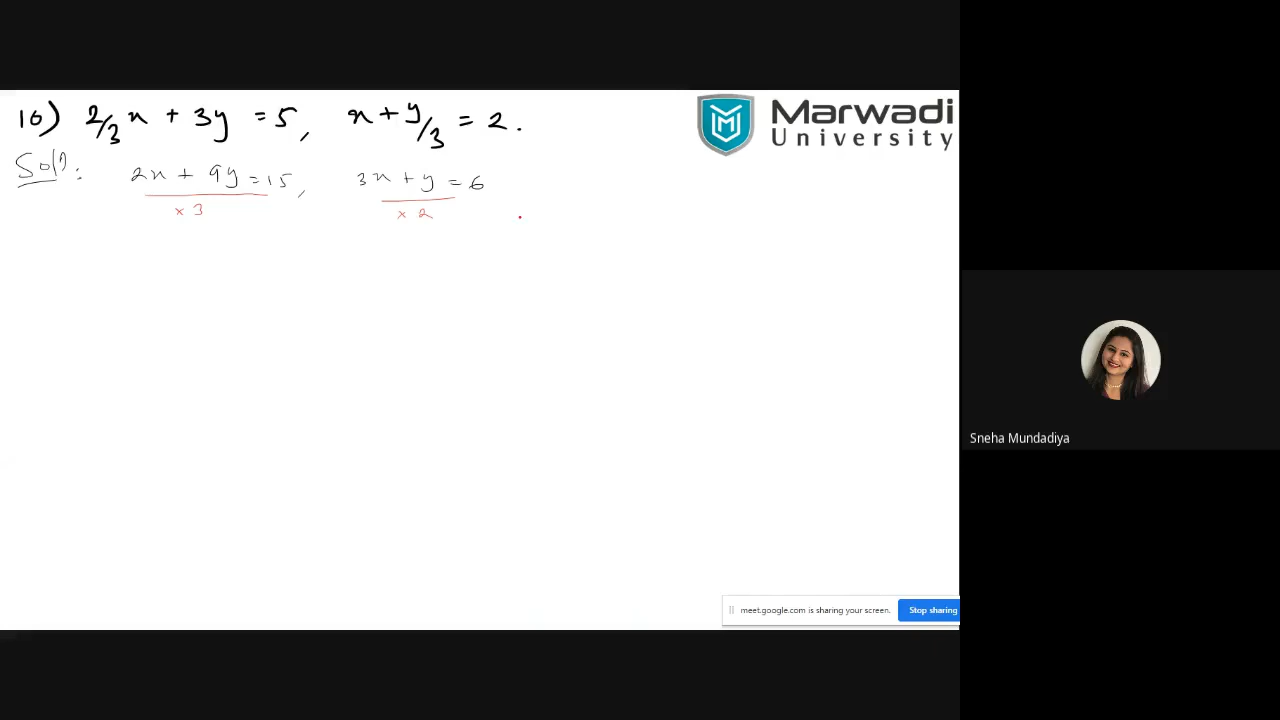 10) 2/3 x + 3y = 5, x + y/3 = 2.
Marwadi
University
Solⁿ: 2x + 9y = 15, 3x + y = 6
x 3 x 2
Sneha Mundadiya
meet.google.com is sharing your screen. Stop sharing